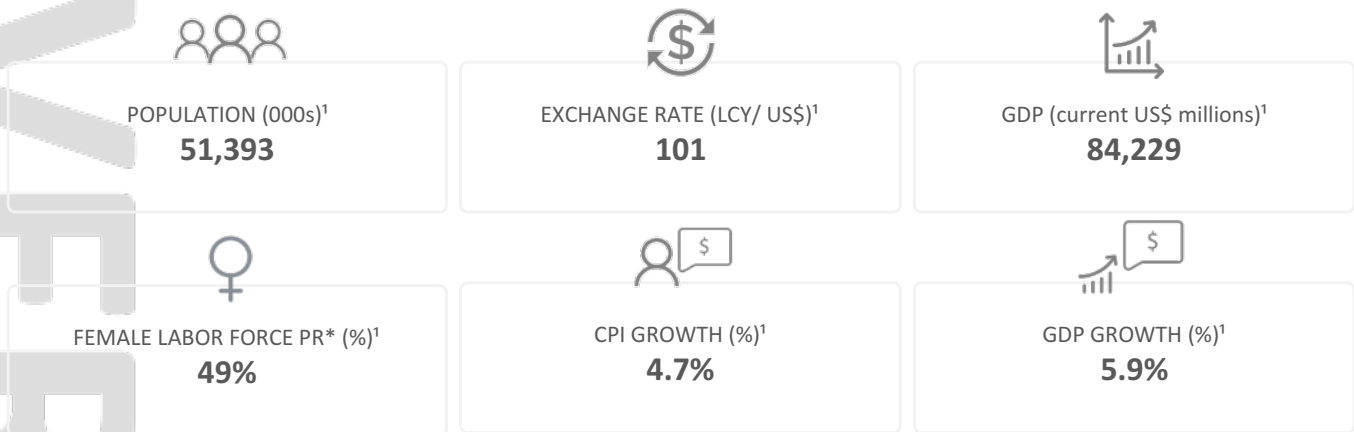 POPULATION (000s)¹
51,393
EXCHANGE RATE (LCY/ US$)¹
101
GDP (current US$ millions)¹
84,229
FEMALE LABOR FORCE PR* (%)¹
49%
CPI GROWTH (%)¹
4.7%
GDP GROWTH (%)¹
5.9%
$
$
$